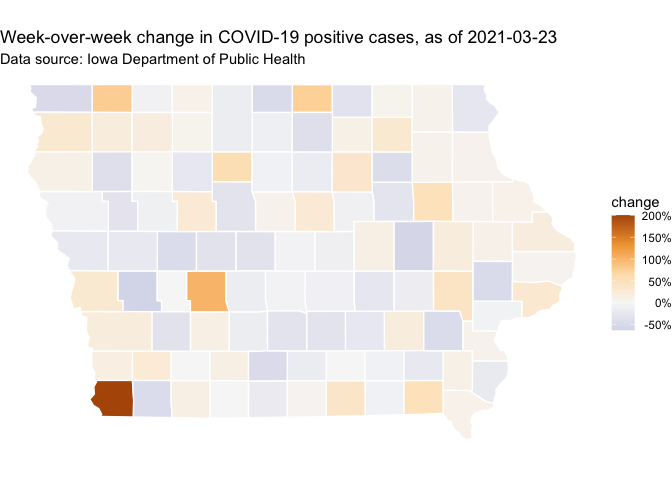 Week-over-week change in COVID-19 positive cases, as of 2021-03-23
Data source: Iowa Department of Public Health
change
200%
150%
100%
50%
0%
-50%